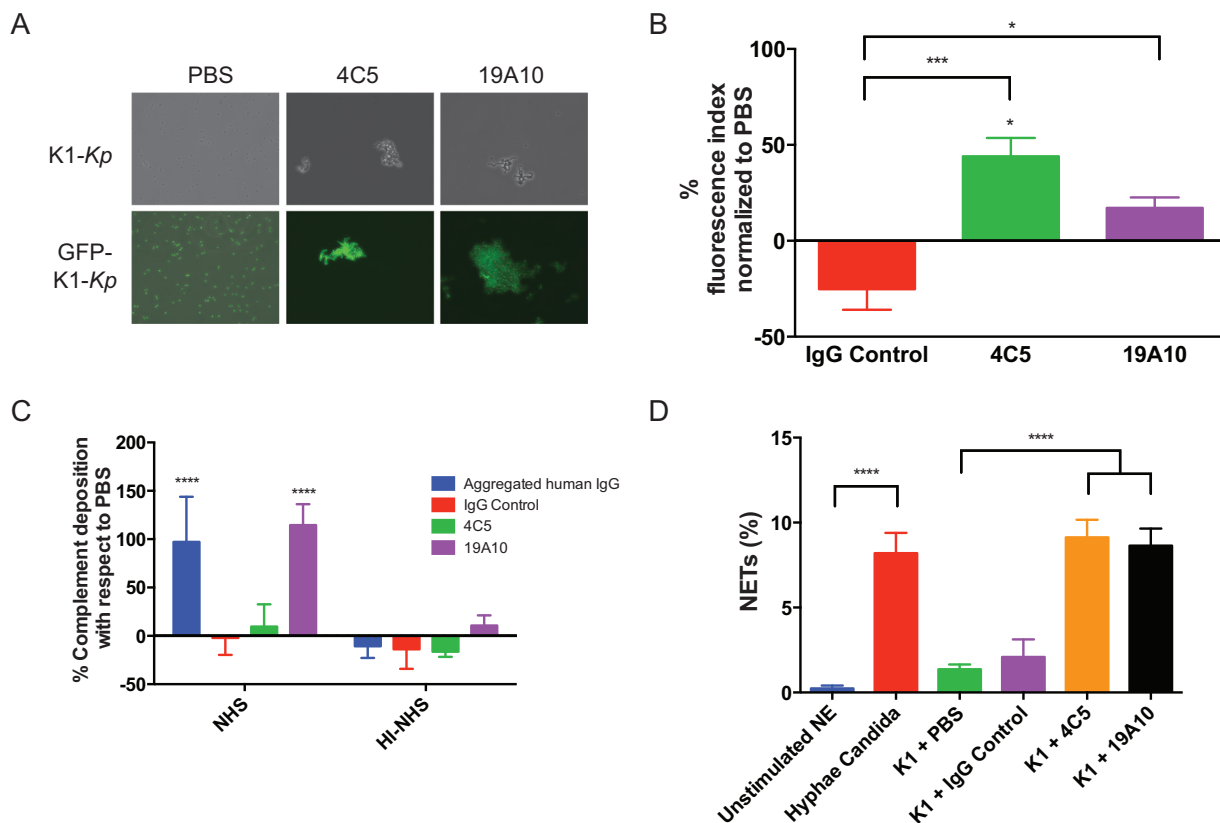 A
PBS
4C5
19A10
K1-Kp
GFP-
K1-Kp
B
%
fluorescence index
normalized to PBS
100
50
0
-50
*
***
*
IgG Control
4C5
19A10
C
% Complement deposition
with respect to PBS
200
150
100
50
0
-50
****
****
Aggregated human IgG
IgG Control
4C5
19A10
NHS
HI-NHS
D
NETs (%)
15
10
5
0
****
****
Unstimulated NE
Hyphae Candida
K1 + PBS
K1 + IgG Control
K1 + 4C5
K1 + 19A10